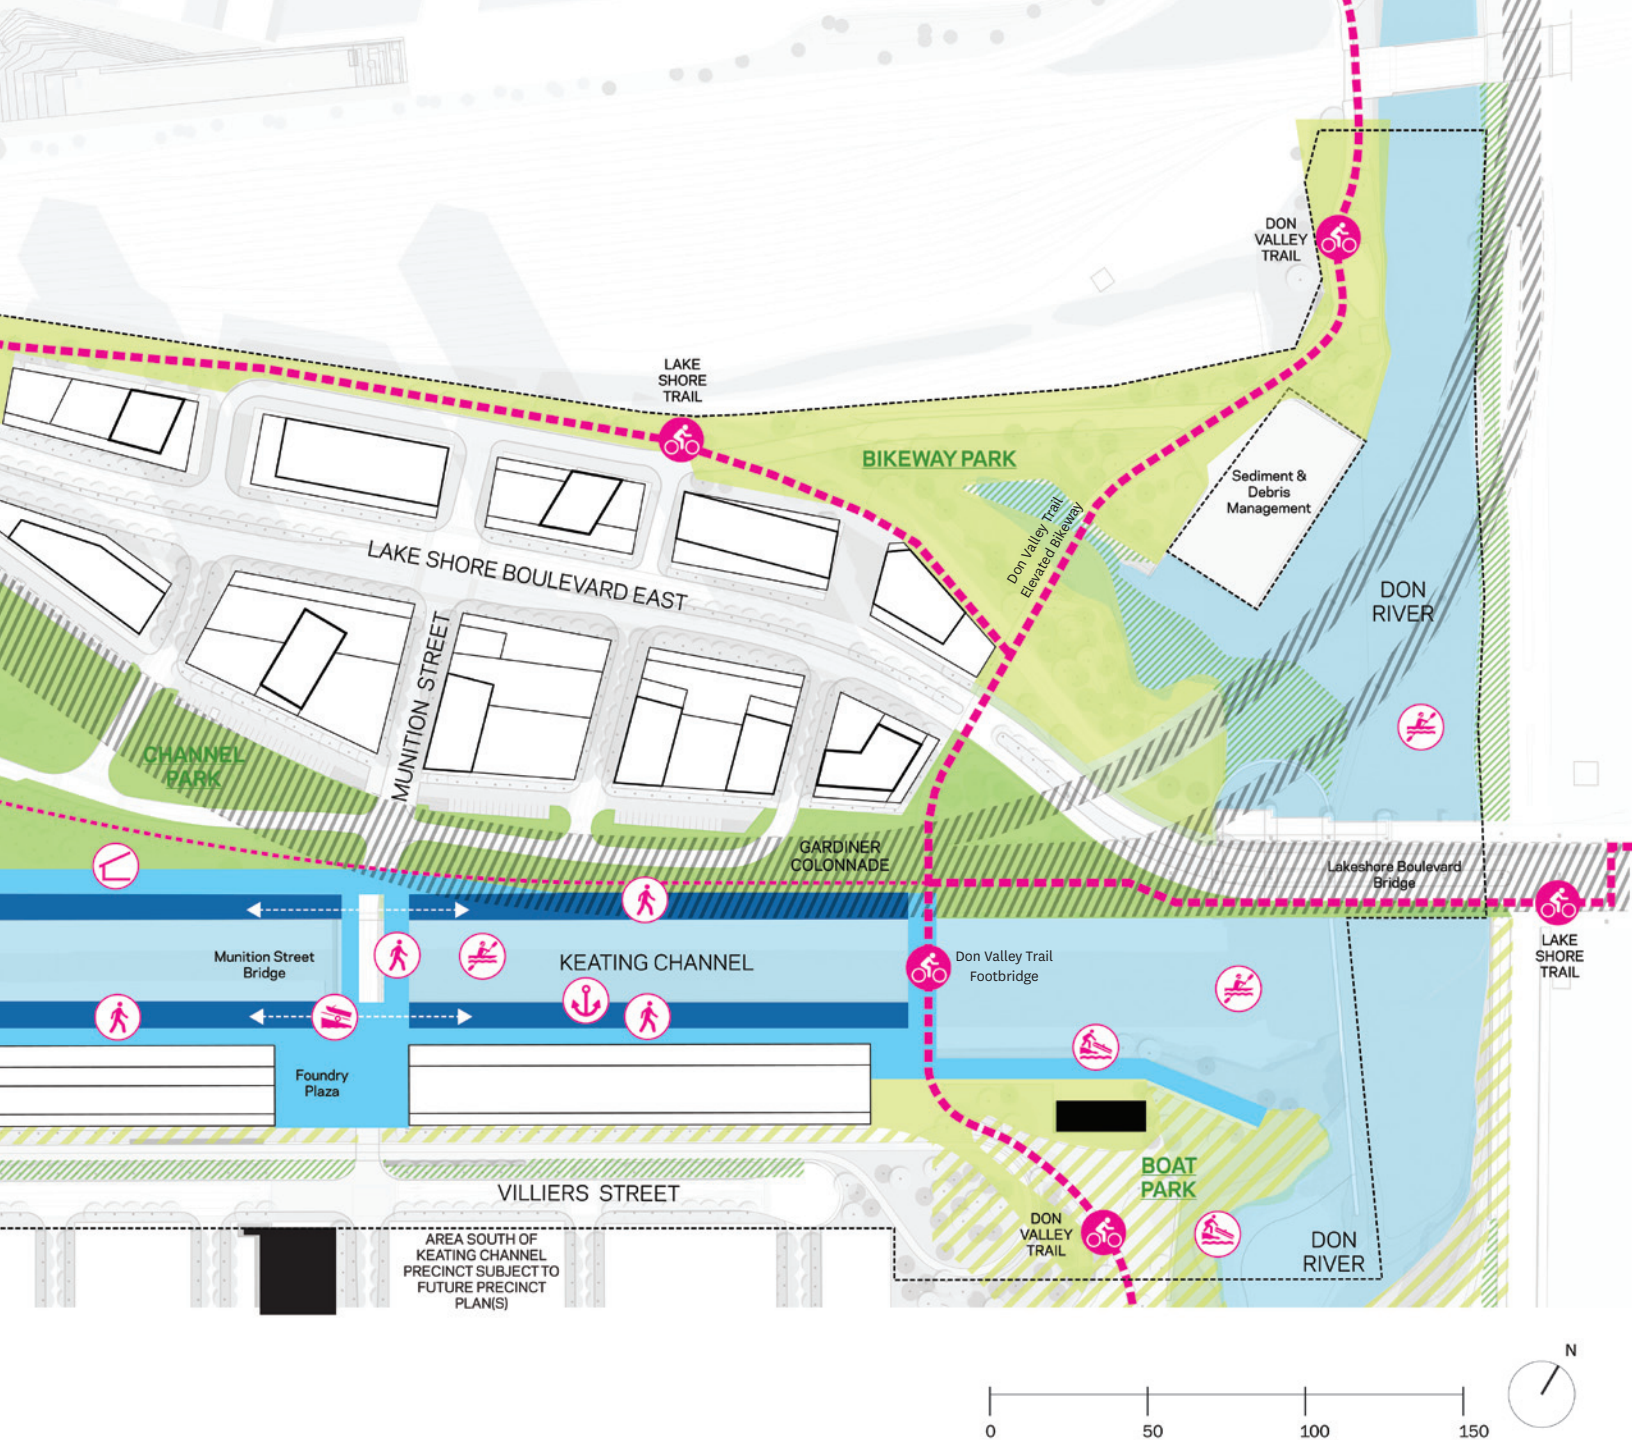 DON
VALLEY
TRAIL
LAKE
SHORE
TRAIL
BIKEWAY PARK
Sediment &
Debris
Management
Don Valley Trail
Elevated Bikeway
LAKE SHORE BOULEVARD EAST
DON
RIVER
MUNITION STREET
CHANNEL
PARK
GARDINER
COLONNADE
Lakeshore Boulevard
Bridge
Munition Street
Bridge
KEATING CHANNEL
Don Valley Trail
Footbridge
LAKE
SHORE
TRAIL
Foundry
Plaza
VILLIERS STREET
BOAT
PARK
DON
VALLEY
TRAIL
DON
RIVER
AREA SOUTH OF
KEATING CHANNEL
PRECINCT SUBJECT TO
FUTURE PRECINCT
PLAN(S)
N
0 50 100 150